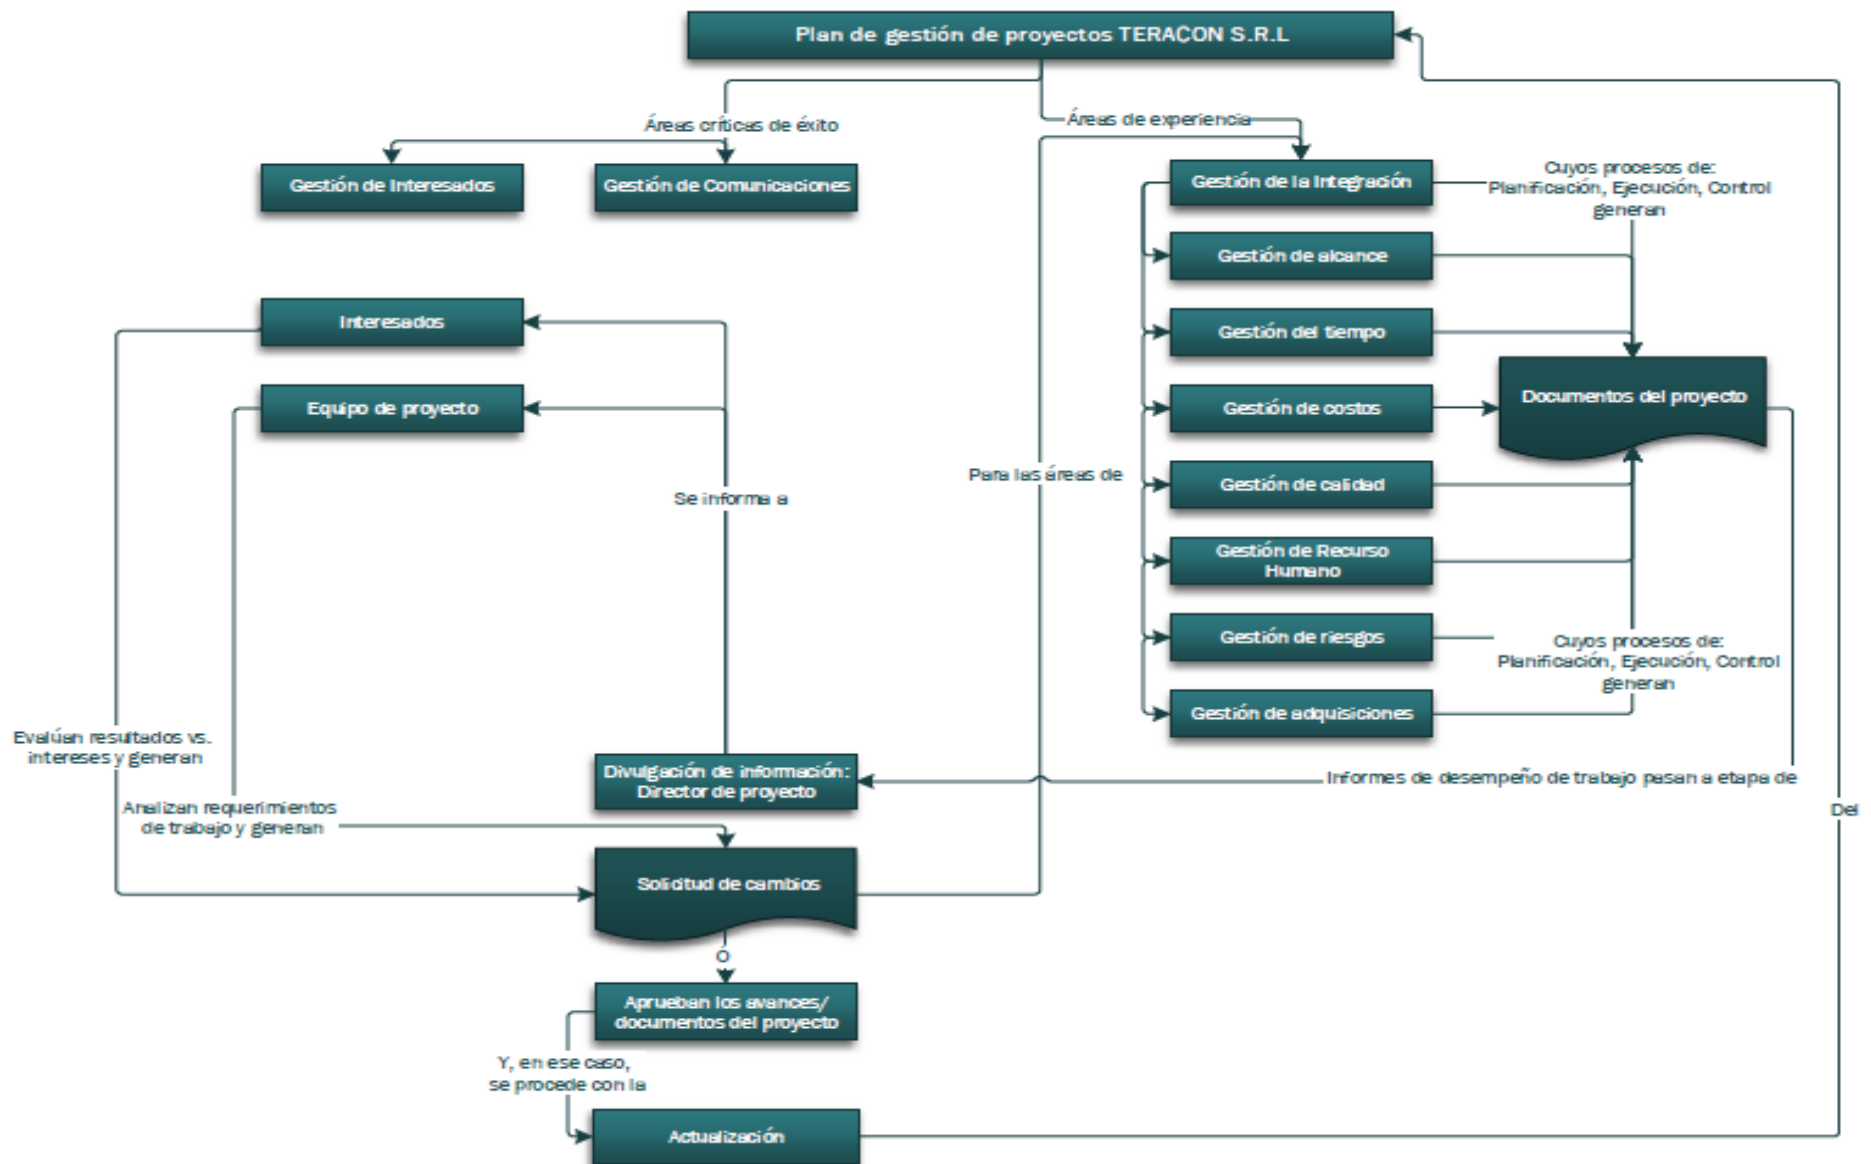 Plan de gestión de proyectos TERACON S.R.L
Áreas críticas de éxito
Áreas de experiencia
Gestión de Interesados
Gestión de Comunicaciones
Gestión de la Integración
Cuyos procesos de:
Planificación, Ejecución, Control
generan
Gestión de alcance
Interesados
Gestión del tiempo
Equipo de proyecto
Gestión de costos
Documentos del proyecto
Para las áreas de
Gestión de calidad
Se informa a
Gestión de Recurso
Humano
Gestión de riesgos
Cuyos procesos de:
Planificación, Ejecución, Control
generan
Gestión de adquisiciones
Evalúan resultados vs.
intereses y generan
Divulgación de información:
Director de proyecto
Informes de desempeño de trabajo pasan a etapa de
Analizan requerimientos
de trabajo y generan
Del
Solicitud de cambios
Ó
Aprueban los avances/
documentos del proyecto
Y, en ese caso,
se procede con la
Actualización